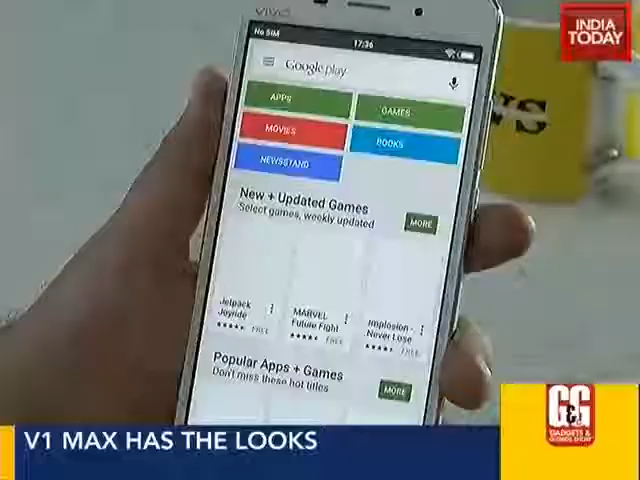 vivo
INDIA
TODAY
No SIM
17:36
Google play
APPS
GAMES
MOVIES
BOOKS
NEWSSTAND
New + Updated Games
Select games, weekly updated
MORE
Jetpack
Joyride
FREE
MARVEL
Future Fight
FREE
Implosion -
Never Lose
FREE
Popular Apps + Games
Don't miss these hot titles
MORE
V1 MAX HAS THE LOOKS
G&G